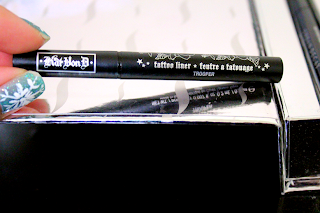 Kat Von D
★ tattoo liner • feutre à tatouage ★
TROOPER